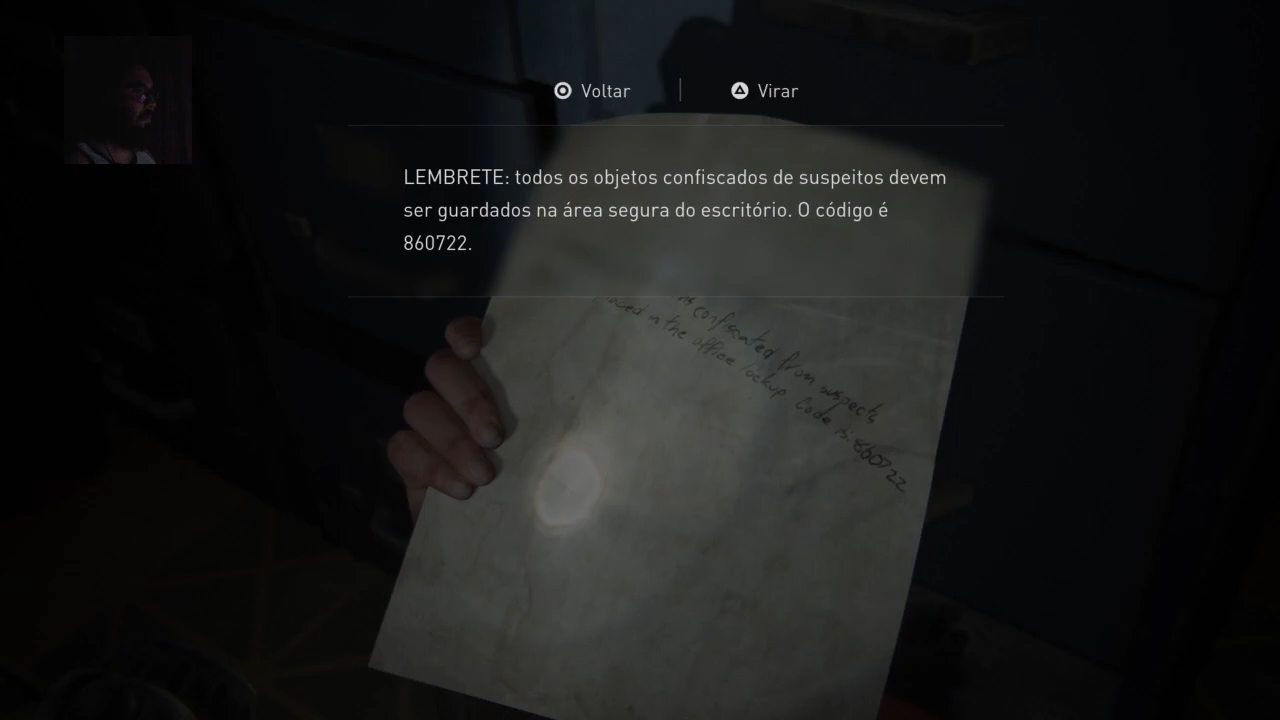 Voltar
Virar
LEMBRETE: todos os objetos confiscados de suspeitos devem
ser guardados na área segura do escritório. O código é
860722.
confiscated from suspects
in the office lockup. Code is: 860722